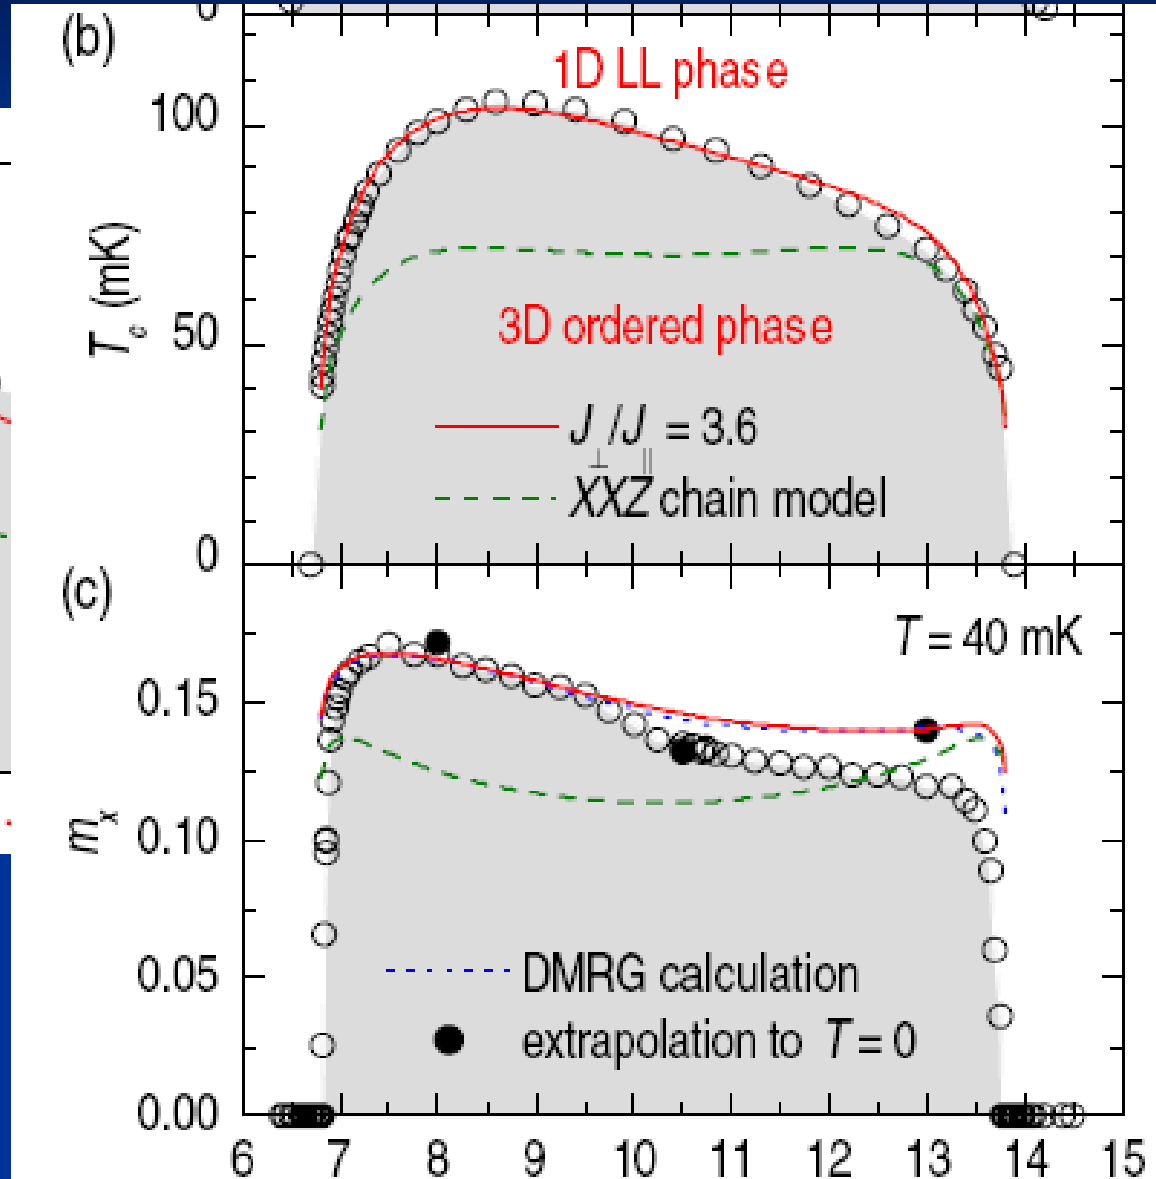 0
(b)
1D LL phase
100
T_c (mK)
50
3D ordered phase
J⊥/J∥ = 3.6
XXZ chain model
0
(c)
T = 40 mK
0.15
m_x
0.10
0.05
DMRG calculation
extrapolation to T = 0
0.00
6 7 8 9 10 11 12 13 14 15